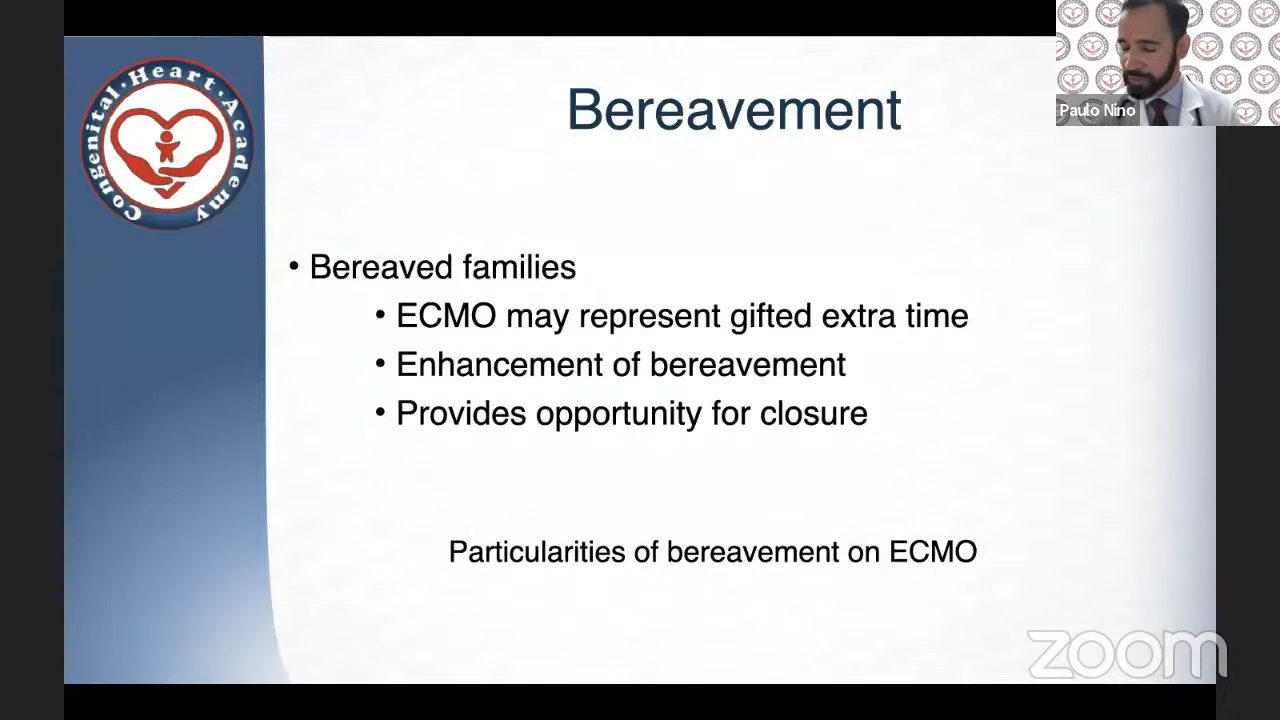 Congenital · Heart · Academy
Bereavement
Paulo Nino
• Bereaved families
• ECMO may represent gifted extra time
• Enhancement of bereavement
• Provides opportunity for closure
Particularities of bereavement on ECMO
zoom